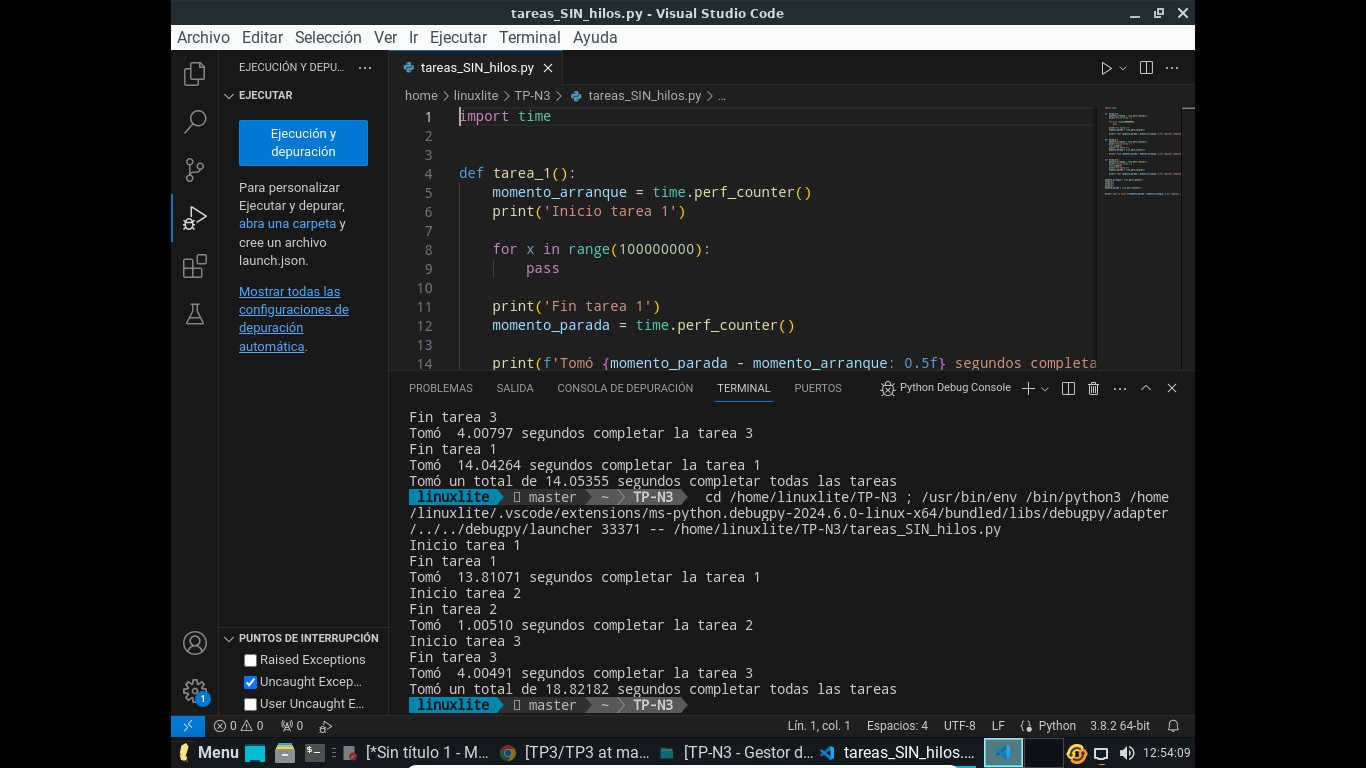 tareas_SIN_hilos.py - Visual Studio Code
Archivo Editar Selección Ver Ir Ejecutar Terminal Ayuda
EJECUCIÓN Y DEPU... ···
tareas_SIN_hilos.py
EJECUTAR
home > linuxlite > TP-N3 > tareas_SIN_hilos.py > ...
Ejecución y
depuración
Para personalizar
Ejecutar y depurar,
abra una carpeta y
cree un archivo
launch.json.
Mostrar todas las
configuraciones de
depuración
automática.
1 import time
2
3
4 def tarea_1():
5 momento_arranque = time.perf_counter()
6 print('Inicio tarea 1')
7
8 for x in range(100000000):
9 pass
10
11 print('Fin tarea 1')
12 momento_parada = time.perf_counter()
13
14 print(f'Tomó {momento_parada - momento_arranque: 0.5f} segundos completa
PROBLEMAS SALIDA CONSOLA DE DEPURACIÓN TERMINAL PUERTOS Python Debug Console
Fin tarea 3
Tomó  4.00797 segundos completar la tarea 3
Fin tarea 1
Tomó  14.04264 segundos completar la tarea 1
Tomó un total de 14.05355 segundos completar todas las tareas
linuxlite master ~ TP-N3 cd /home/linuxlite/TP-N3 ; /usr/bin/env /bin/python3 /home
/linuxlite/.vscode/extensions/ms-python.debugpy-2024.6.0-linux-x64/bundled/libs/debugpy/adapter
/../../debugpy/launcher 33371 -- /home/linuxlite/TP-N3/tareas_SIN_hilos.py
Inicio tarea 1
Fin tarea 1
Tomó  13.81071 segundos completar la tarea 1
Inicio tarea 2
Fin tarea 2
Tomó  1.00510 segundos completar la tarea 2
Inicio tarea 3
Fin tarea 3
Tomó  4.00491 segundos completar la tarea 3
Tomó un total de 18.82182 segundos completar todas las tareas
linuxlite master ~ TP-N3
PUNTOS DE INTERRUPCIÓN
Raised Exceptions
Uncaught Excep...
User Uncaught E...
1
0 0 0 Lín. 1, col. 1 Espacios: 4 UTF-8 LF Python 3.8.2 64-bit
Menu [*Sin título 1 - M... [TP3/TP3 at ma... [TP-N3 - Gestor d... tareas_SIN_hilos.... 12:54:09